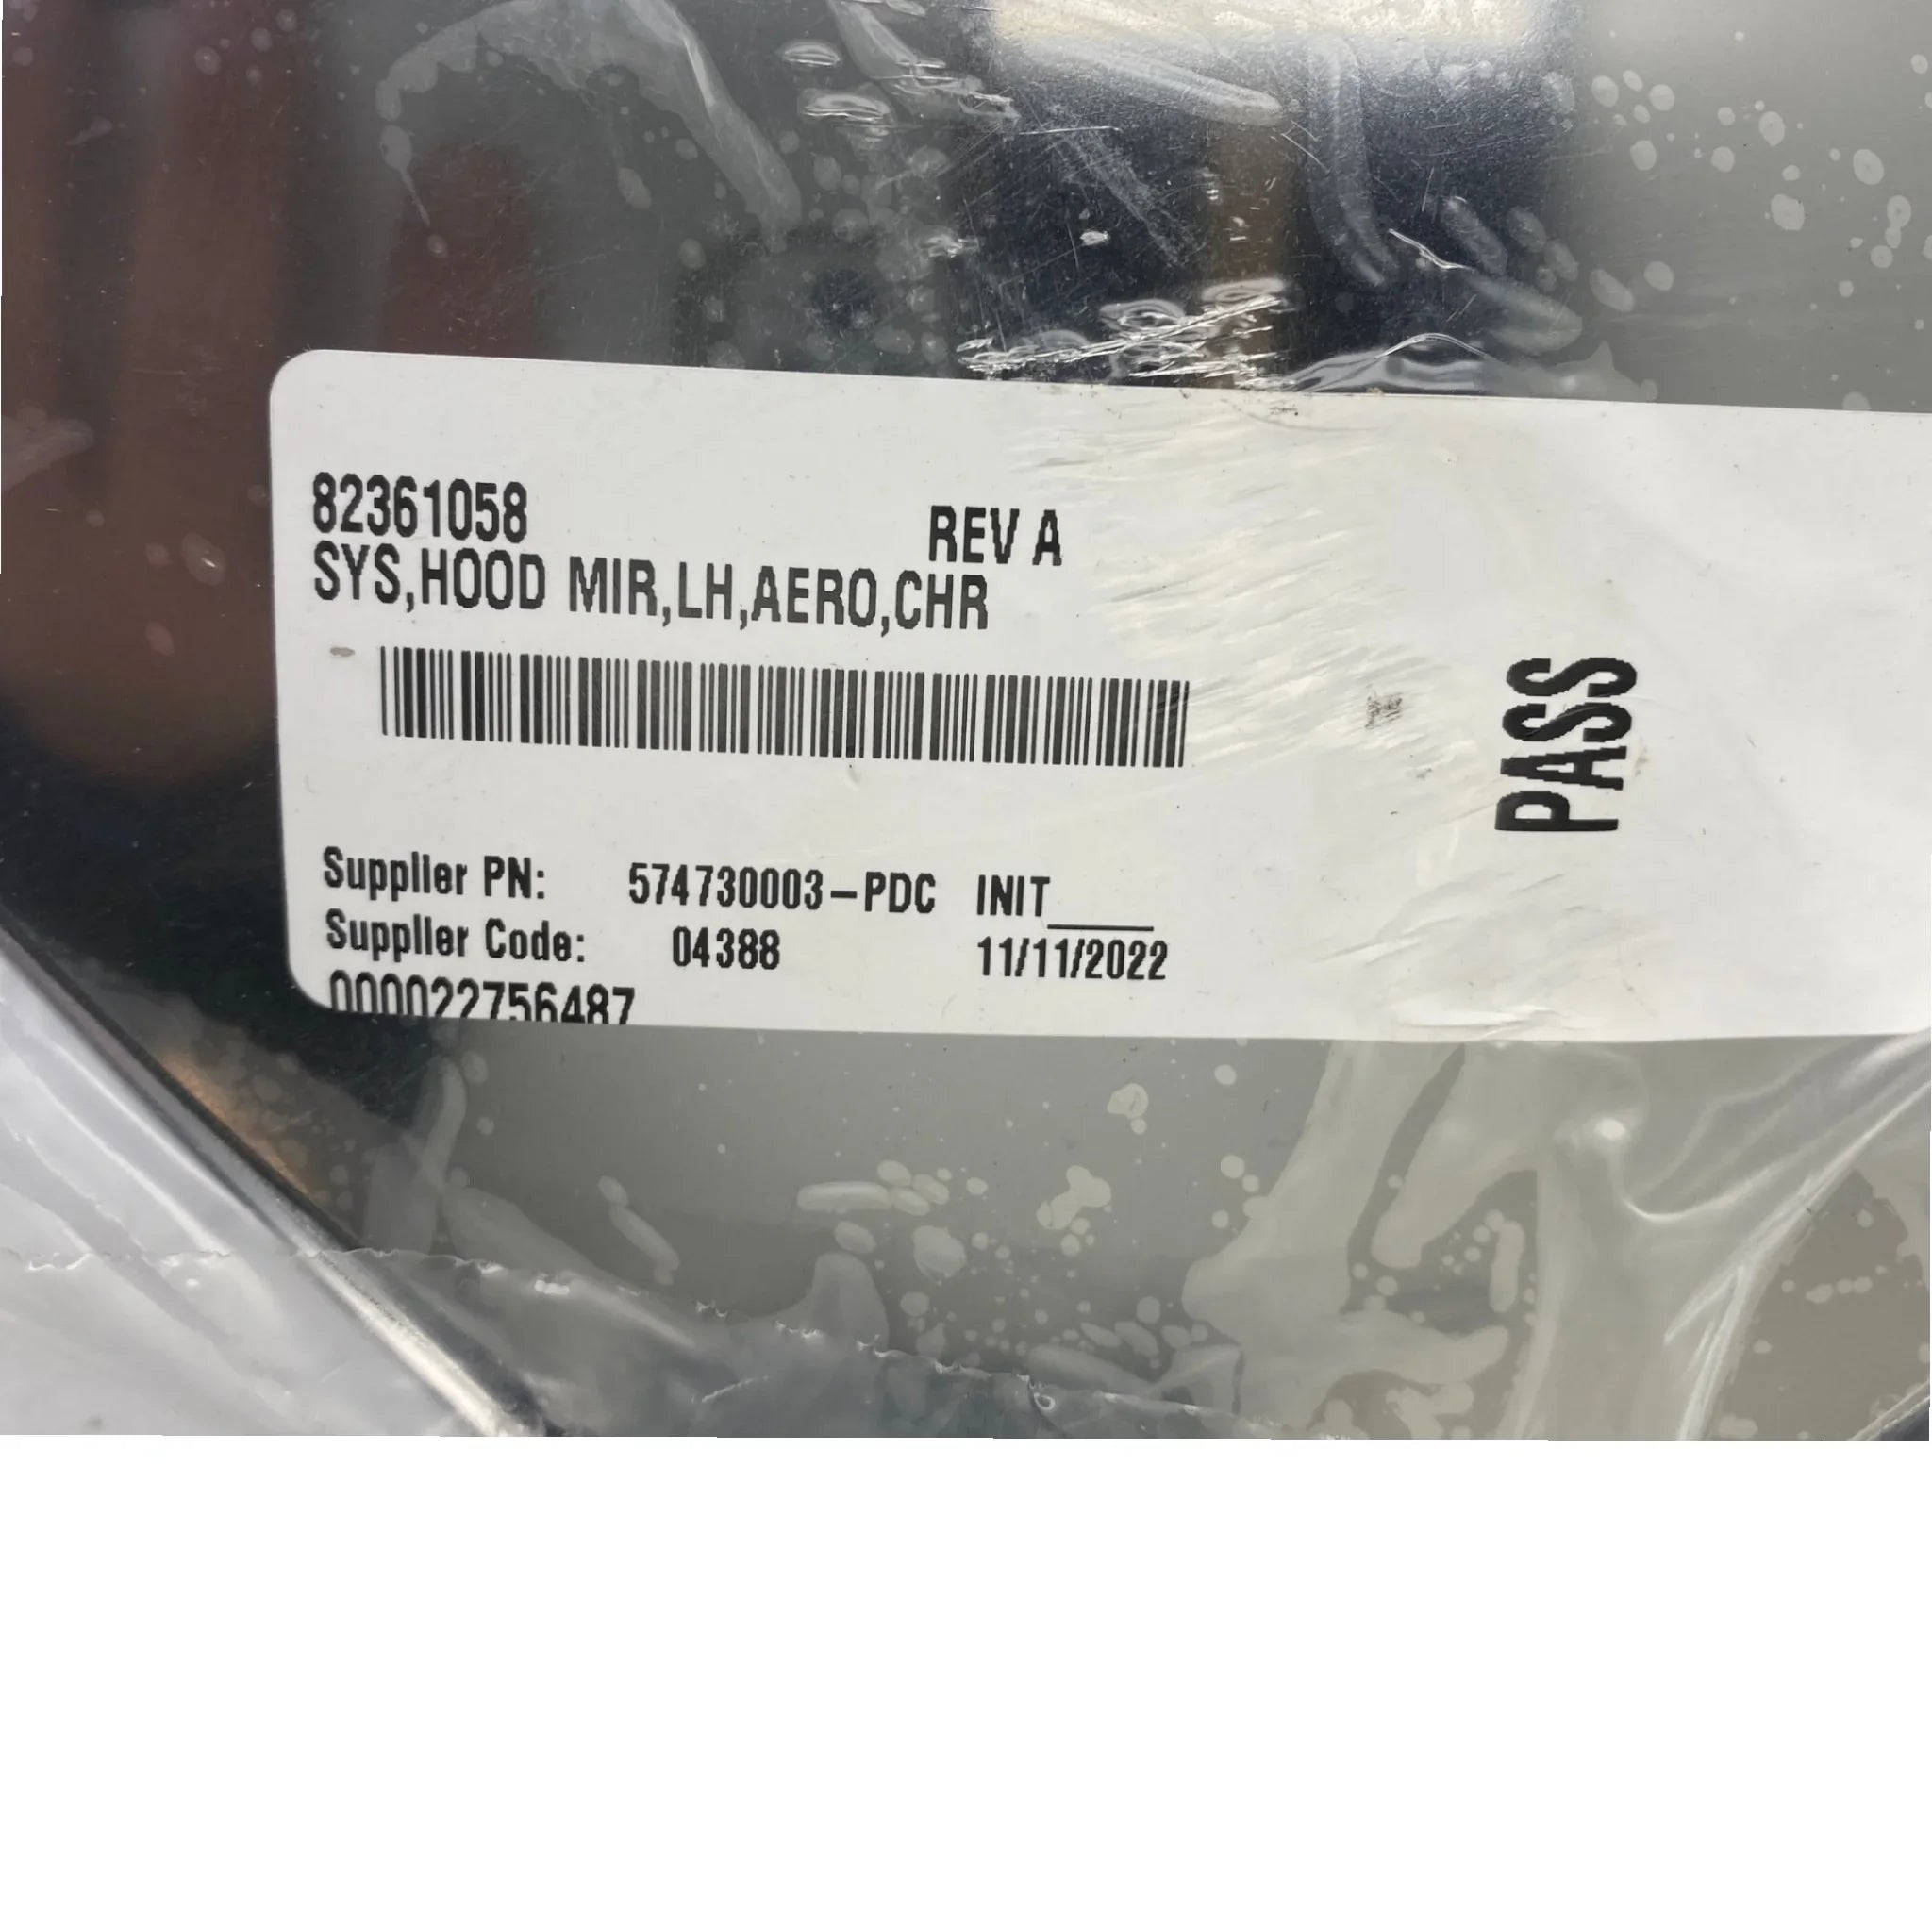 82361058 REV A
SYS,HOOD MIR,LH,AERO,CHR
PASS
Supplier PN: 574730003-PDC INIT____
Supplier Code: 04388 11/11/2022
000022756487